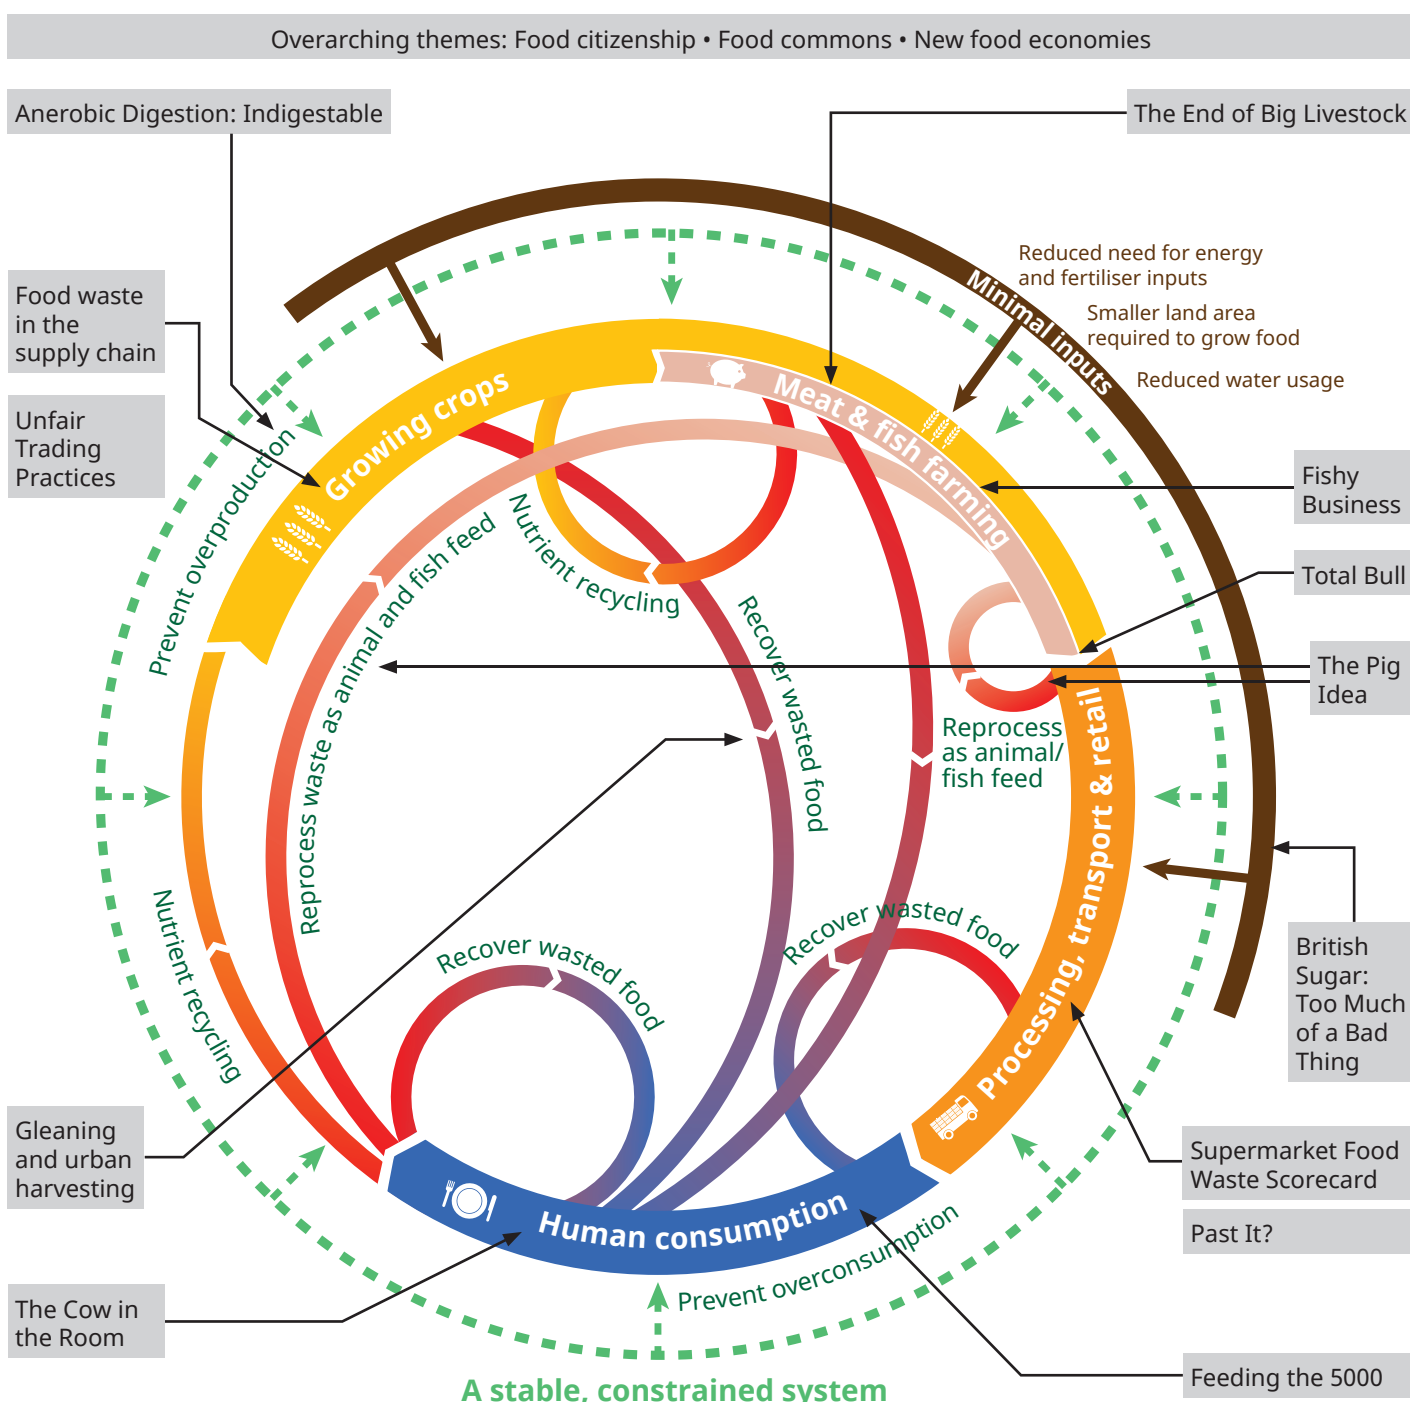 Overarching themes: Food citizenship • Food commons • New food economies
Anerobic Digestion: Indigestable
The End of Big Livestock
Reduced need for energy
and fertiliser inputs
Minimal inputs
Smaller land area
required to grow food
Reduced water usage
Food waste
in the
supply chain
Unfair
Trading
Practices
Growing crops
Meat & fish farming
Prevent overproduction
Fishy
Business
Total Bull
The Pig
Idea
Nutrient recycling
Reprocess waste as animal and fish feed
Recover wasted food
Reprocess
as animal/
fish feed
Processing, transport & retail
Nutrient recycling
Recover wasted food
Recover wasted food
British
Sugar:
Too Much
of a Bad
Thing
Gleaning
and urban
harvesting
Supermarket Food
Waste Scorecard
Past It?
Human consumption
Prevent overconsumption
The Cow in
the Room
Feeding the 5000
A stable, constrained system